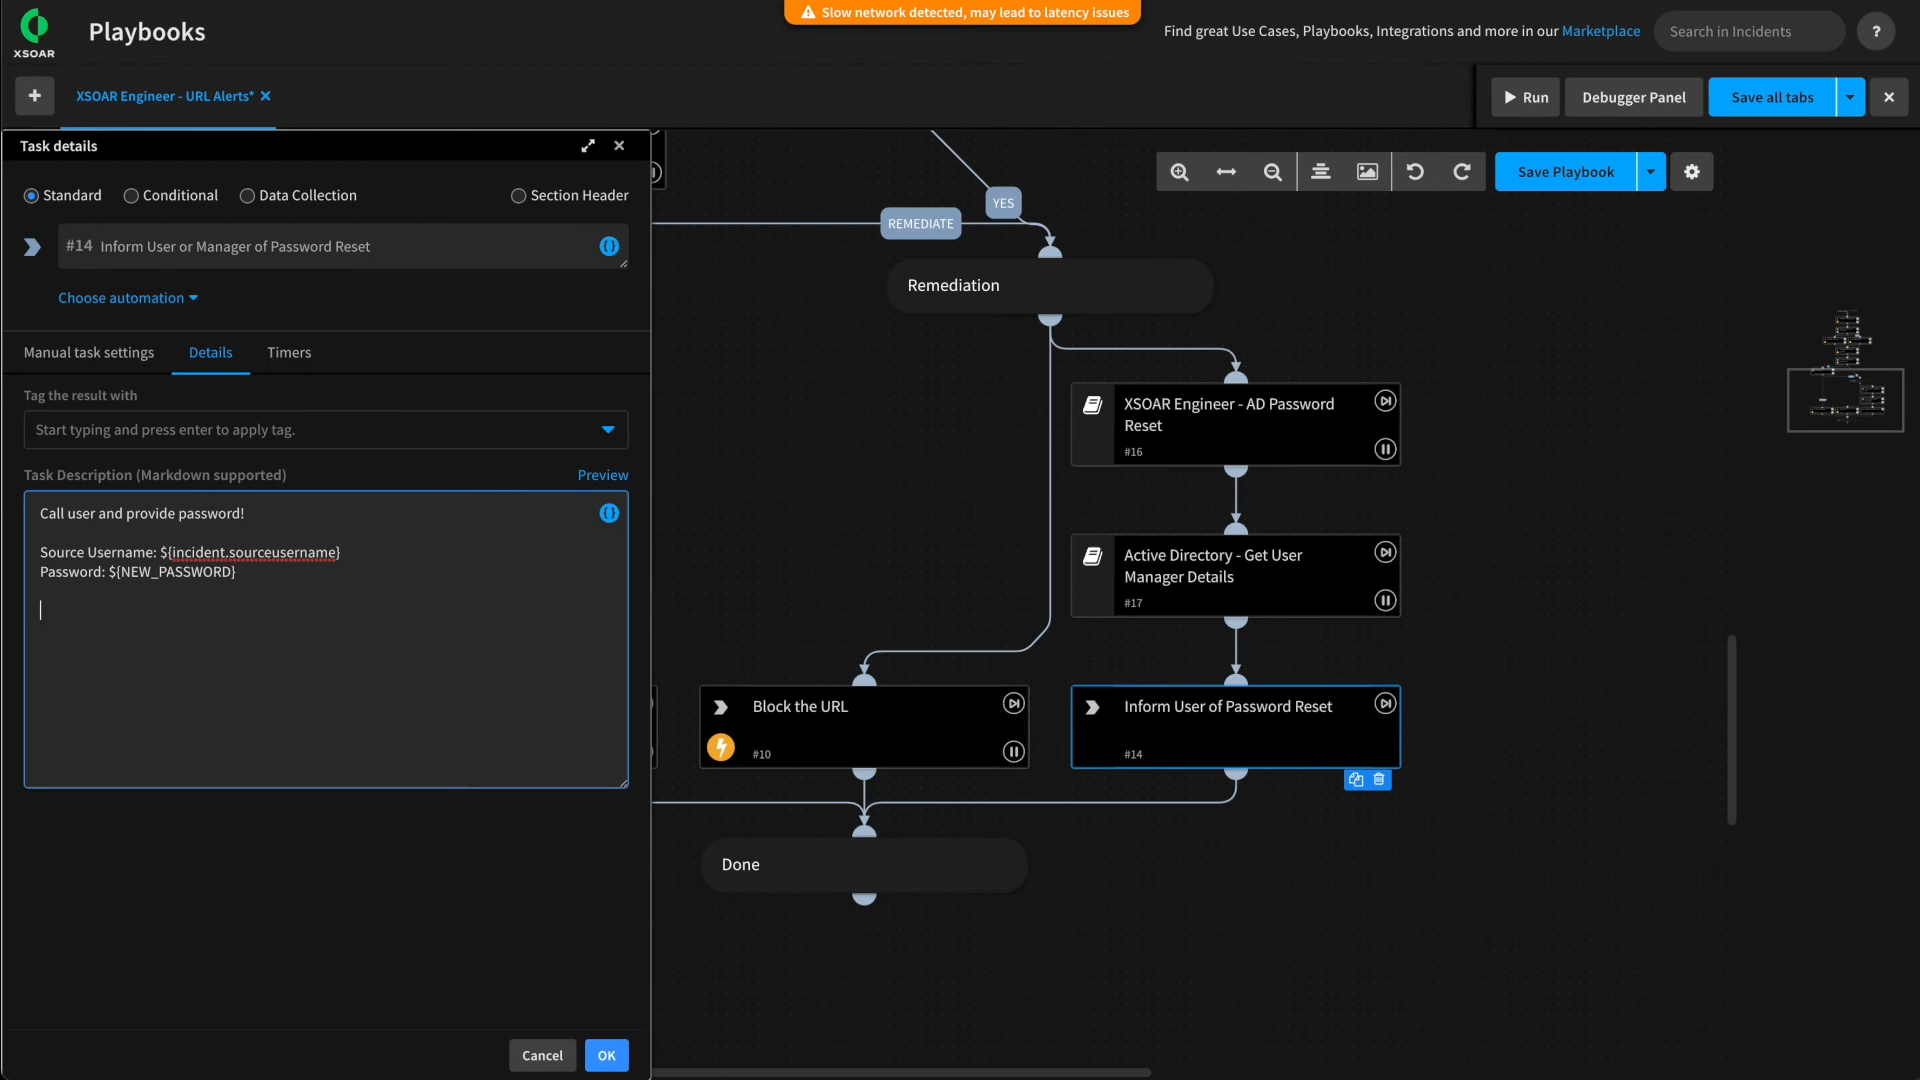 Slow network detected, may lead to latency issues
XSOAR
Playbooks
Find great Use Cases, Playbooks, Integrations and more in our Marketplace
Search in Incidents
?
+
XSOAR Engineer - URL Alerts*
Run
Debugger Panel
Save all tabs
Task details
Standard
Conditional
Data Collection
Section Header
#14 Inform User or Manager of Password Reset
{}
Choose automation
Manual task settings
Details
Timers
Tag the result with
Start typing and press enter to apply tag.
Task Description (Markdown supported)
Preview
Call user and provide password!
{}
Source Username: ${incident.sourceusername}
Password: ${NEW_PASSWORD}
Cancel
OK
YES
REMEDIATE
Save Playbook
Remediation
XSOAR Engineer - AD Password
Reset
#16
Active Directory - Get User
Manager Details
#17
Block the URL
#10
Inform User of Password Reset
#14
Done